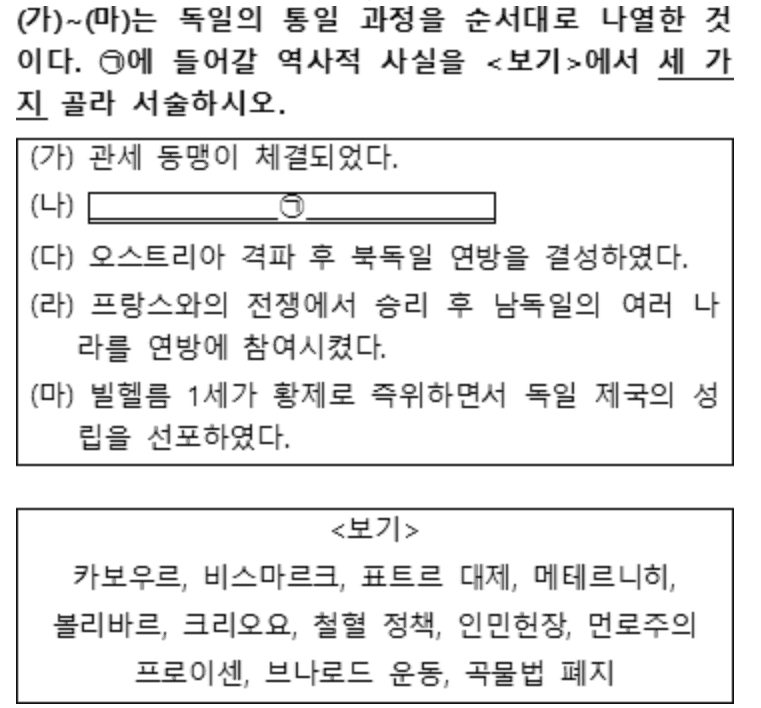 (가)~(마)는 독일의 통일 과정을 순서대로 나열한 것
이다. ㉠에 들어갈 역사적 사실을 <보기>에서 세 가
지 골라 서술하시오.
(가) 관세 동맹이 체결되었다.
(나) ㉠
(다) 오스트리아 격파 후 북독일 연방을 결성하였다.
(라) 프랑스와의 전쟁에서 승리 후 남독일의 여러 나
라를 연방에 참여시켰다.
(마) 빌헬름 1세가 황제로 즉위하면서 독일 제국의 성
립을 선포하였다.
<보기>
카보우르, 비스마르크, 표트르 대제, 메테르니히,
볼리바르, 크리오요, 철혈 정책, 인민헌장, 먼로주의
프로이센, 브나로드 운동, 곡물법 폐지